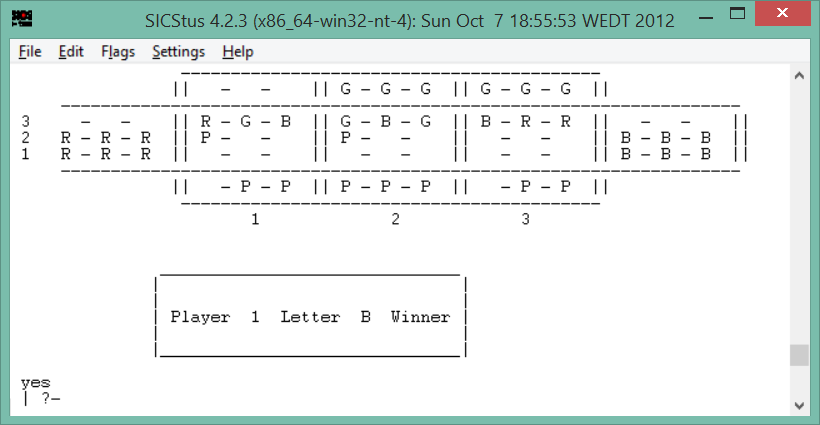 SICStus 4.2.3 (x86_64-win32-nt-4): Sun Oct 7 18:55:53 WEDT 2012
File Edit Flags Settings Help
-----------------------------------------------
|| - - || G - G - G || G - G - G ||
----------------------------------------------------------------------------
3 - - || R - G - B || G - B - G || B - R - R || - - ||
2 R - R - R || P - - || P - - || - - || B - B - B ||
1 R - R - R || - - || - - || - - || B - B - B ||
----------------------------------------------------------------------------
|| - P - P || P - P - P || - P - P ||
-----------------------------------------------
1 2 3
| Player 1 Letter B Winner |
yes
| ?-